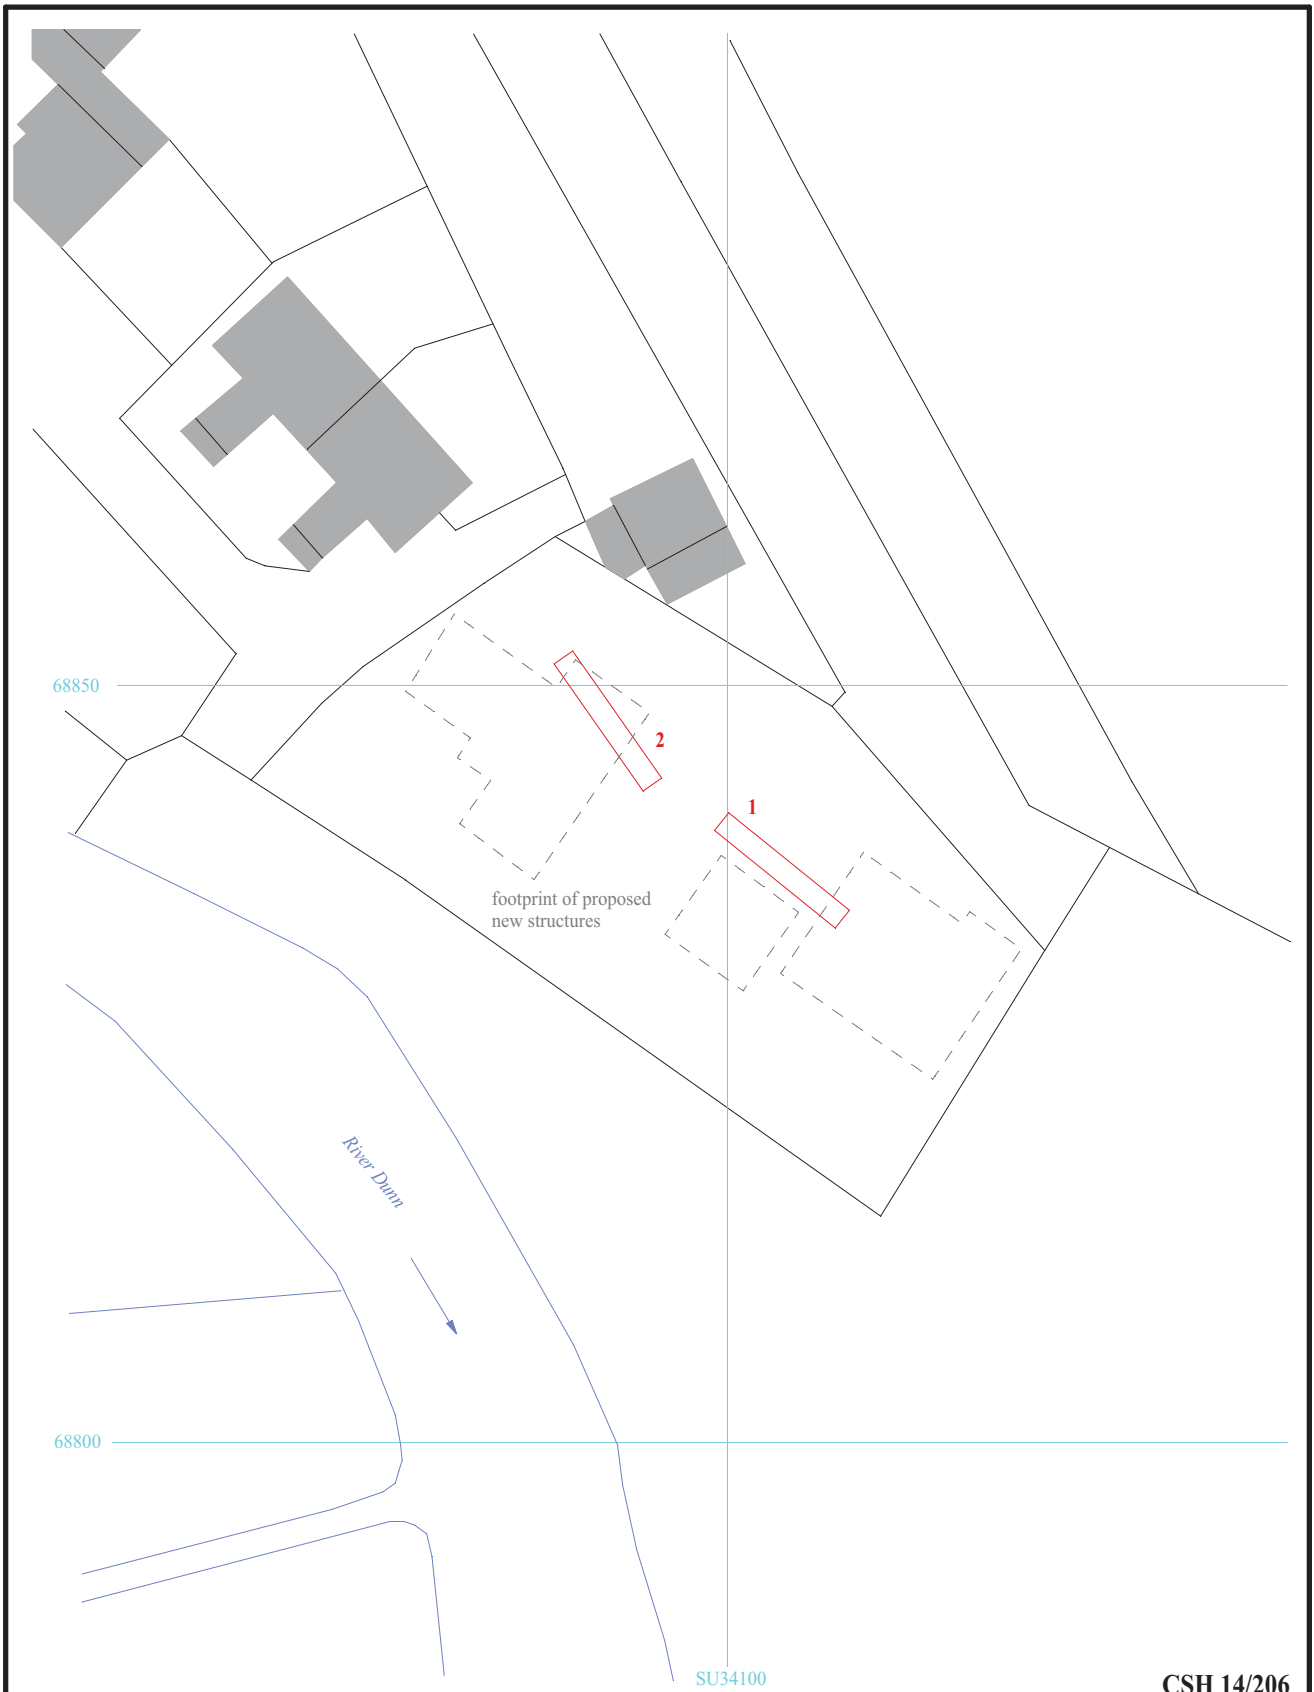 68850
2
1
footprint of proposed
new structures
River Dunn
68800
SU34100
CSH 14/206